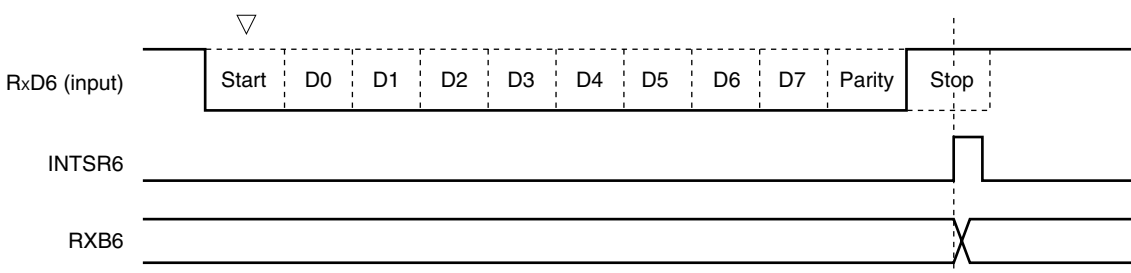 RxD6 (input) Start D0 D1 D2 D3 D4 D5 D6 D7 Parity Stop
INTSR6
RXB6